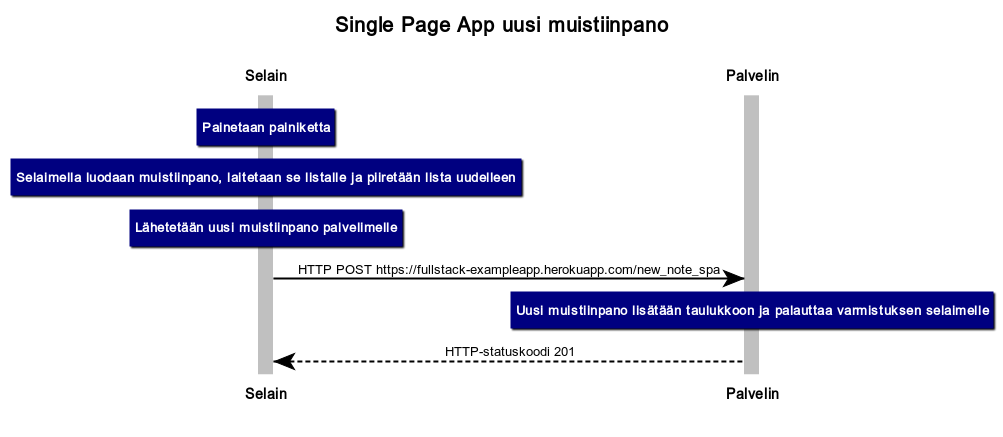 Single Page App uusi muistiinpano
Selain Palvelin
Painetaan painiketta
Selaimella luodaan muistiinpano, laitetaan se listalle ja piiretään lista uudelleen
Lähetetään uusi muistiinpano palvelimelle
HTTP POST https://fullstack-exampleapp.herokuapp.com/new_note_spa
Uusi muistiinpano lisätään taulukkoon ja palauttaa varmistuksen selaimelle
HTTP-statuskoodi 201
Selain Palvelin